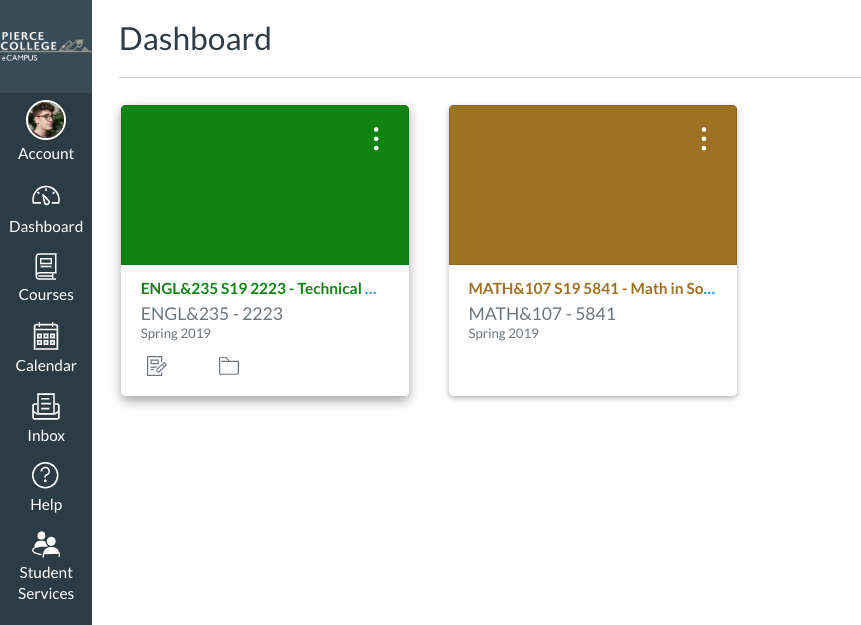 PIERCE
COLLEGE
eCAMPUS
Account
Dashboard
Courses
Calendar
Inbox
Help
Student
Services
Dashboard
ENGL&235 S19 2223 - Technical ...
ENGL&235 - 2223
Spring 2019
MATH&107 S19 5841 - Math in So...
MATH&107 - 5841
Spring 2019